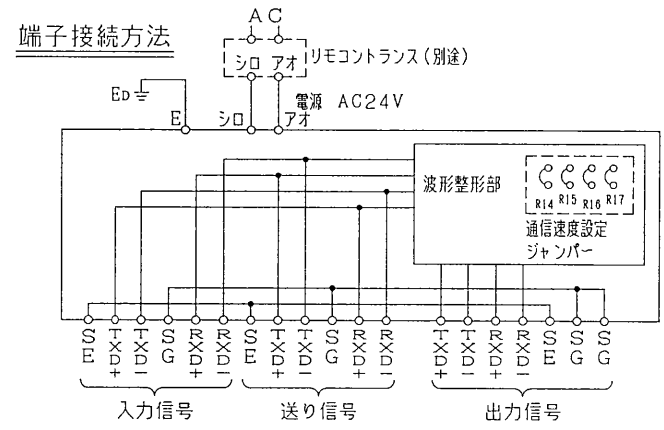 端子接続方法
AC
シロ アオ リモコントランス(別途)
ED
電源 AC24V
E シロ アオ
波形整形部
R14 R15 R16 R17
通信速度設定
ジャンパー
SE TXD+ TXD- SG RXD+ RXD- SE TXD+ TXD- SG RXD+ RXD- TXD+ TXD- RXD+ RXD- SE SG SG
入力信号 送り信号 出力信号